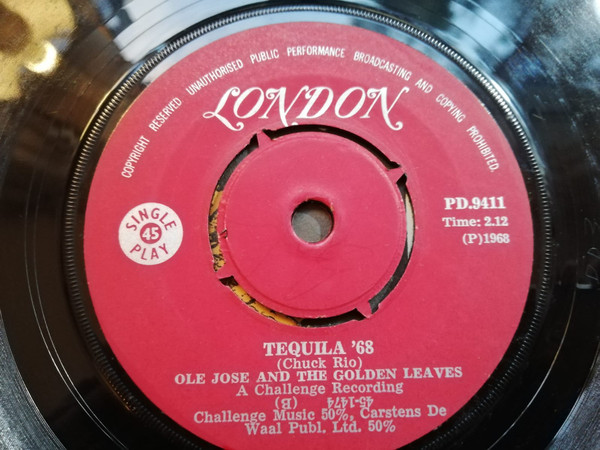 COPYRIGHT RESERVED UNAUTHORISED PUBLIC PERFORMANCE BROADCASTING AND COPYING PROHIBITED.
LONDON
SINGLE
45
PLAY
PD.9411
Time: 2.12
(P)1968
TEQUILA '68
(Chuck Rio)
OLE JOSE AND THE GOLDEN LEAVES
A Challenge Recording
(B)
45-1474
Challenge Music 50%, Carstens De
Waal Publ. Ltd. 50%